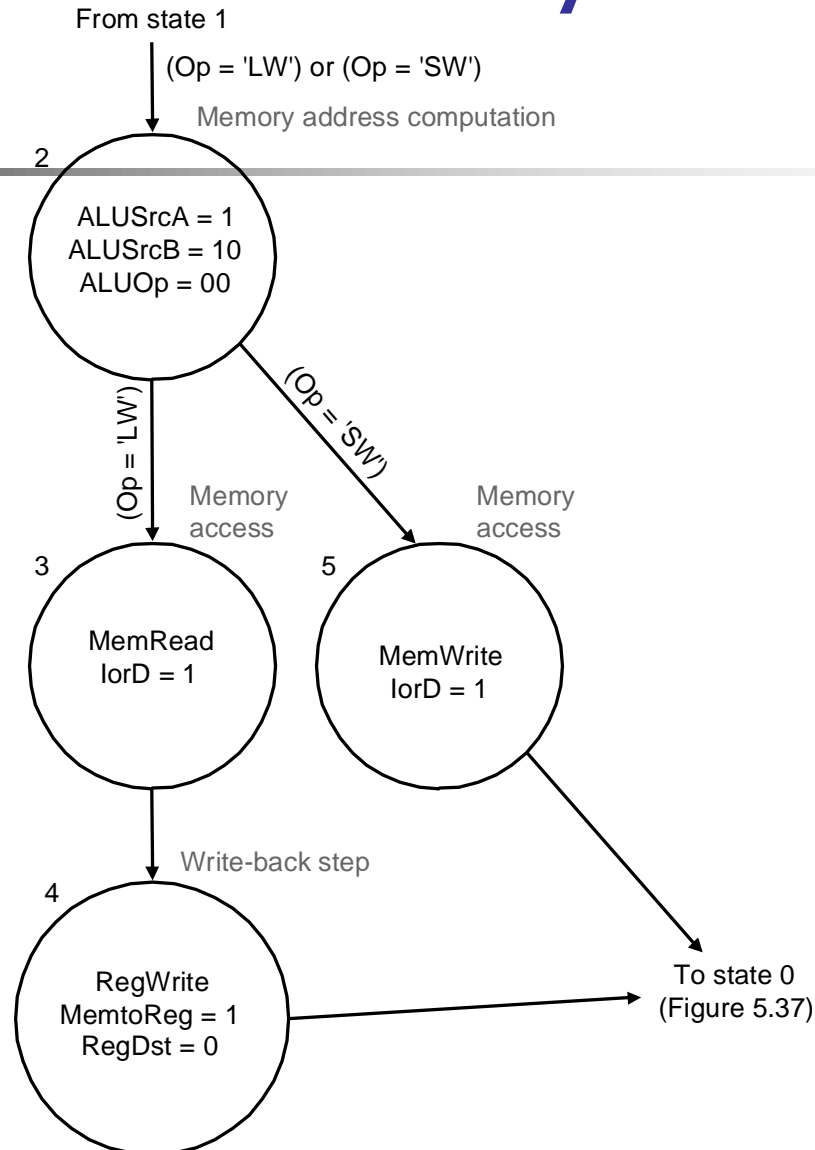 From state 1
(Op = 'LW') or (Op = 'SW')
Memory address computation
2
ALUSrcA = 1
ALUSrcB = 10
ALUOp = 00
(Op = 'LW')
(Op = 'SW')
Memory
access
Memory
access
3
MemRead
IorD = 1
5
MemWrite
IorD = 1
Write-back step
4
RegWrite
MemtoReg = 1
RegDst = 0
To state 0
(Figure 5.37)